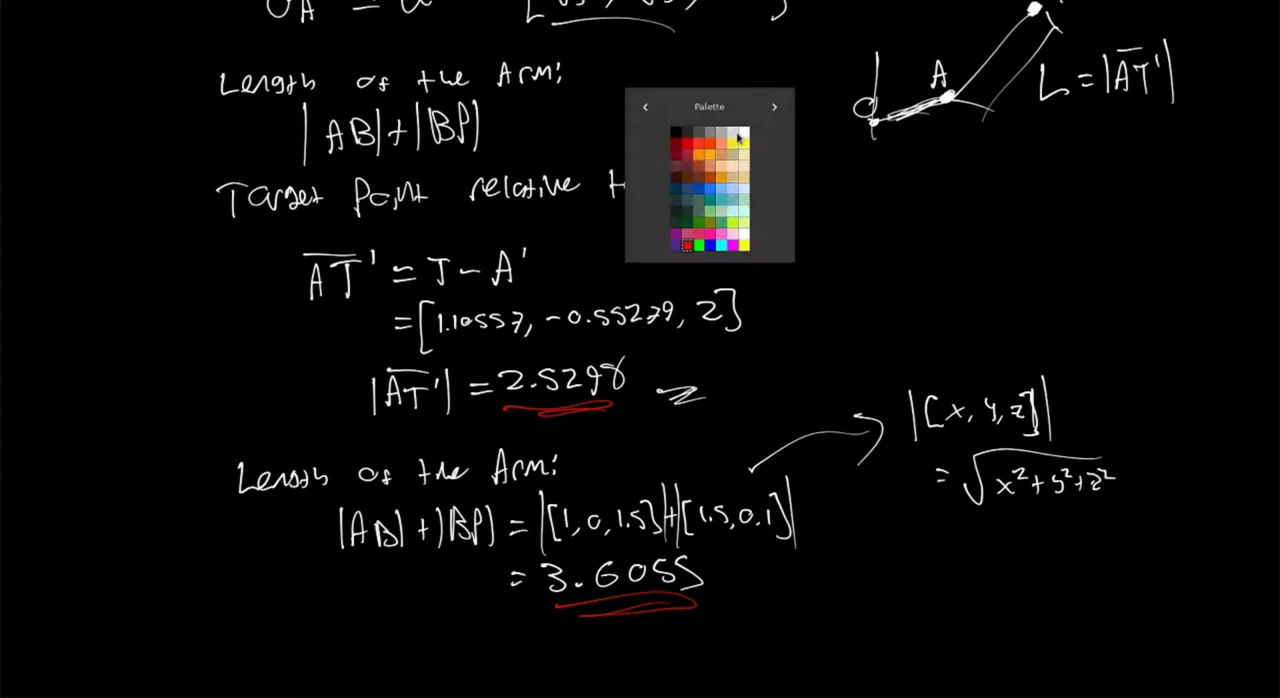 Length of the Arm:
|AB|+|BP|
Palette
Target Point relative t
AT' = T - A'
= [1.10557, -0.55279, 2]
|AT'| = 2.5298
Length of the Arm:
|AB|+|BP| = |[1,0,1.5]|+|[1.5,0.1]|
= 3.6055
A
L = |AT'|
|[x, y, z]|
= √x²+y²+z²